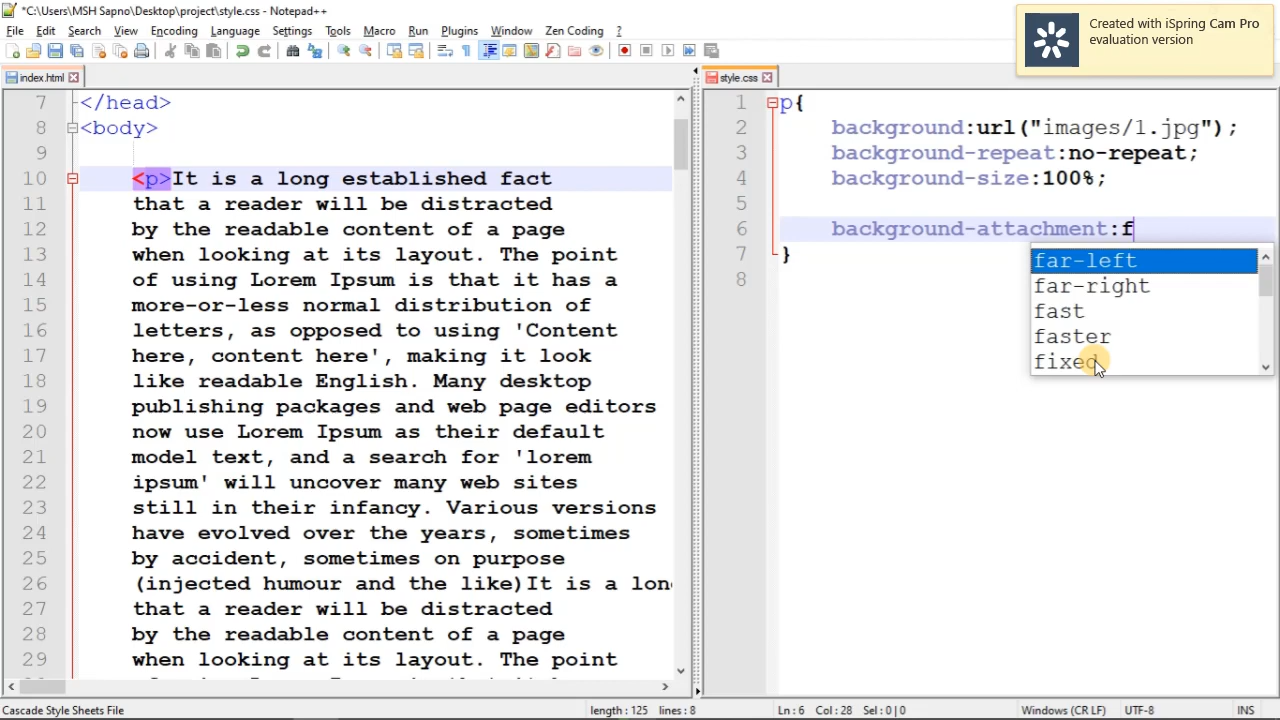 *C:\Users\MSH Sapno\Desktop\project\style.css - Notepad++
File Edit Search View Encoding Language Settings Tools Macro Run Plugins Window Zen Coding ?
Created with iSpring Cam Pro
evaluation version
index.html
7 </head>
8 <body>
9
10 <p>It is a long established fact
11 that a reader will be distracted
12 by the readable content of a page
13 when looking at its layout. The point
14 of using Lorem Ipsum is that it has a
15 more-or-less normal distribution of
16 letters, as opposed to using 'Content
17 here, content here', making it look
18 like readable English. Many desktop
19 publishing packages and web page editors
20 now use Lorem Ipsum as their default
21 model text, and a search for 'lorem
22 ipsum' will uncover many web sites
23 still in their infancy. Various versions
24 have evolved over the years, sometimes
25 by accident, sometimes on purpose
26 (injected humour and the like)It is a
27 that a reader will be distracted
28 by the readable content of a page
29 when looking at its layout. The point
style.css
1 p{
2 background:url("images/1.jpg");
3 background-repeat:no-repeat;
4 background-size:100%;
5
6 background-attachment:f
7 }
8
far-left
far-right
fast
faster
fixed
Cascade Style Sheets File length : 125 lines : 8 Ln : 6 Col : 28 Sel : 0 | 0 Windows (CR LF) UTF-8 INS